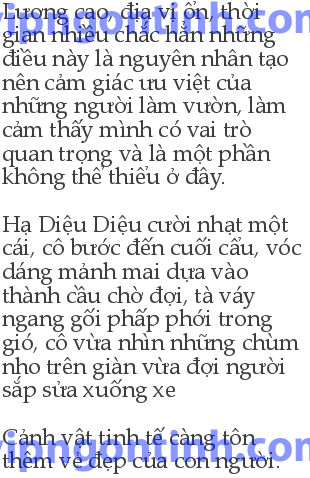 Lương cao, địa vị ổn, thời
gian nhiều chắc hẳn những
điều này là nguyên nhân tạo
nên cảm giác ưu việt của
những người làm vườn, làm
cảm thấy mình có vai trò
quan trọng và là một phần
không thể thiếu ở đây.
Hạ Diệu Diệu cười nhạt một
cái, cô bước đến cuối cẩu, vóc
dáng mảnh mai dựa vào
thành cầu chờ đợi, tà váy
ngang gối phấp phới trong
gió, cô vừa nhìn những chùm
nho trên giàn vừa đợi người
sắp sửa xuống xe
Cảnh vật tinh tế càng tôn
thêm vẻ đẹp của con người.
vipngontinh.com
vipngontinh.com